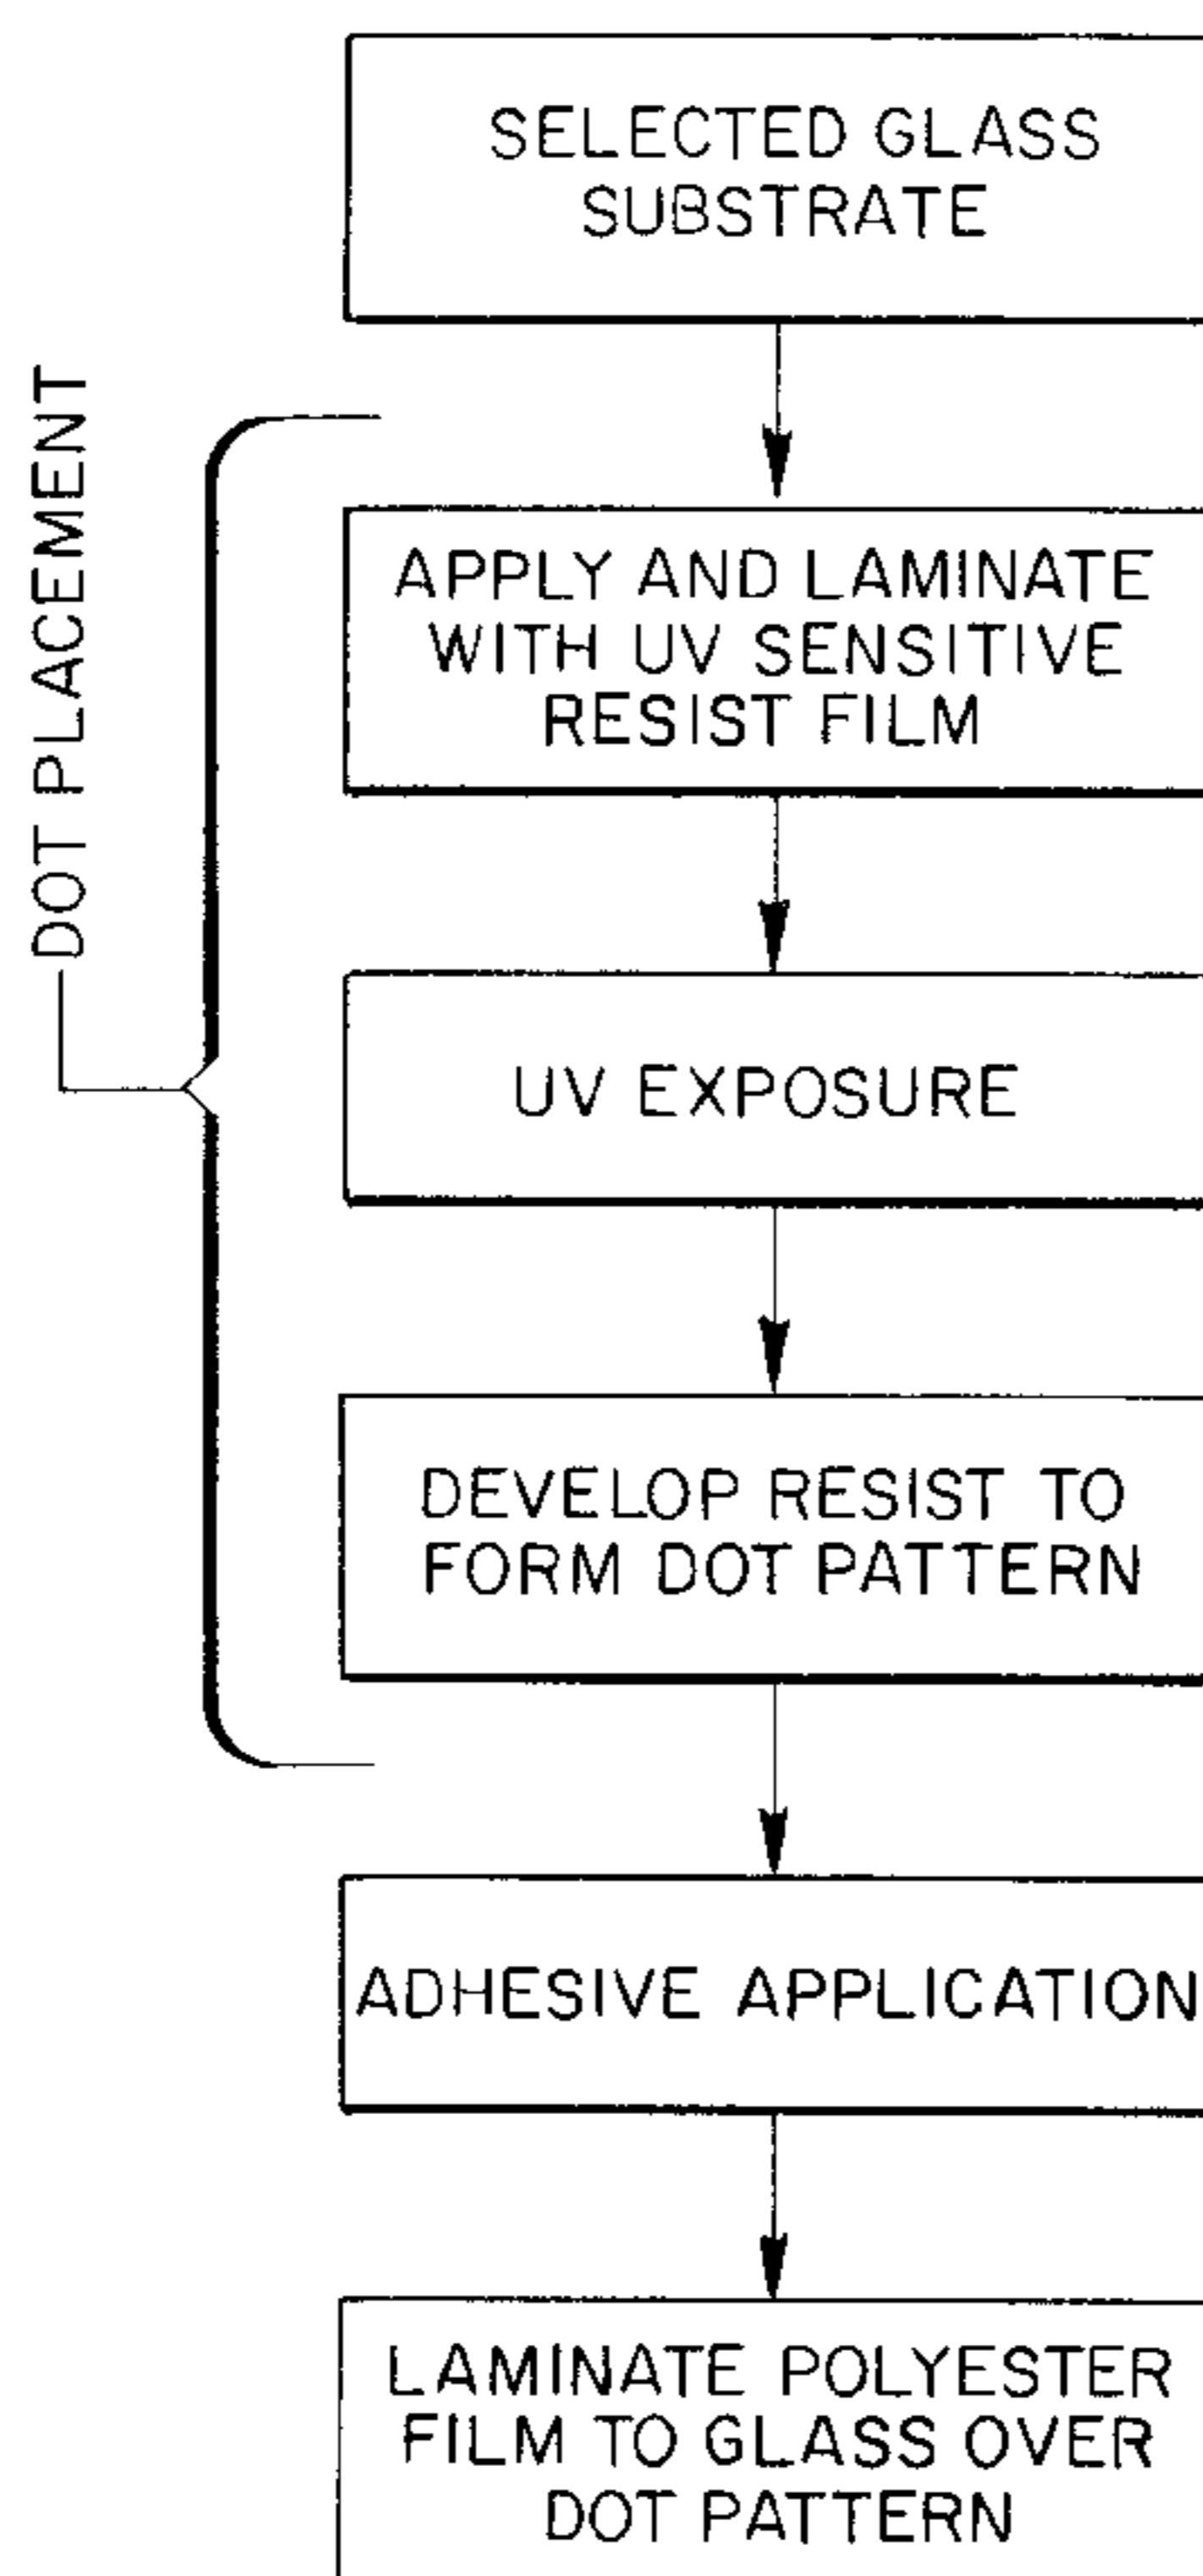 SELECTED GLASS
SUBSTRATE
DOT PLACEMENT
APPLY AND LAMINATE
WITH UV SENSITIVE
RESIST FILM
UV EXPOSURE
DEVELOP RESIST TO
FORM DOT PATTERN
ADHESIVE APPLICATION
LAMINATE POLYESTER
FILM TO GLASS OVER
DOT PATTERN